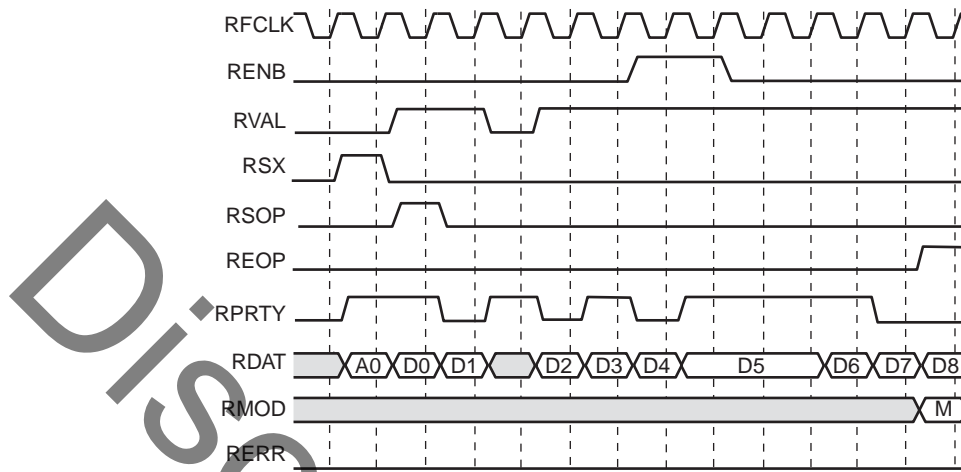 RFCLK
RENB
RVAL
RSX
RSOP
REOP
RPRTY
RDAT A0 D0 D1 D2 D3 D4 D5 D6 D7 D8
RMOD M
RERR
Disc